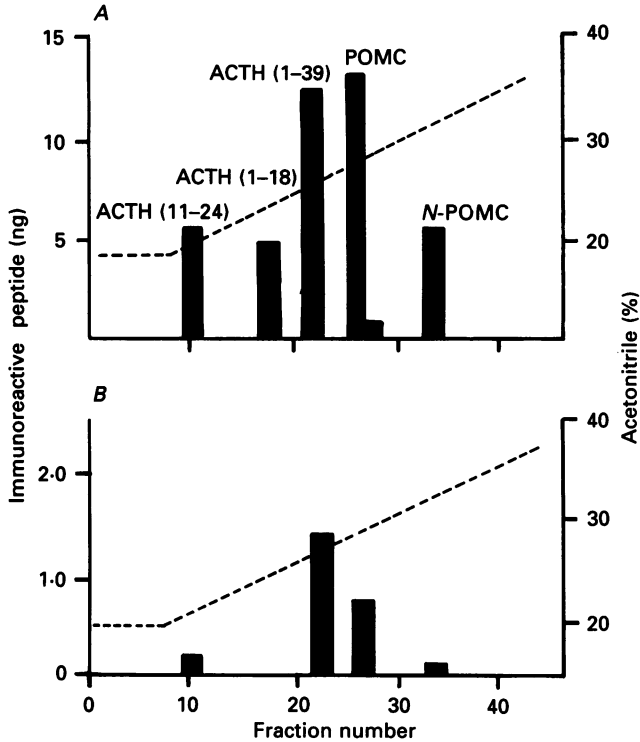 A
15
10
5
40
30
20
ACTH (1–39)
POMC
ACTH (1–18)
ACTH (11–24)
N-POMC
Immunoreactive peptide (ng)
Acetonitrile (%)
B
2·0
1·0
0
40
30
20
0 10 20 30 40
Fraction number